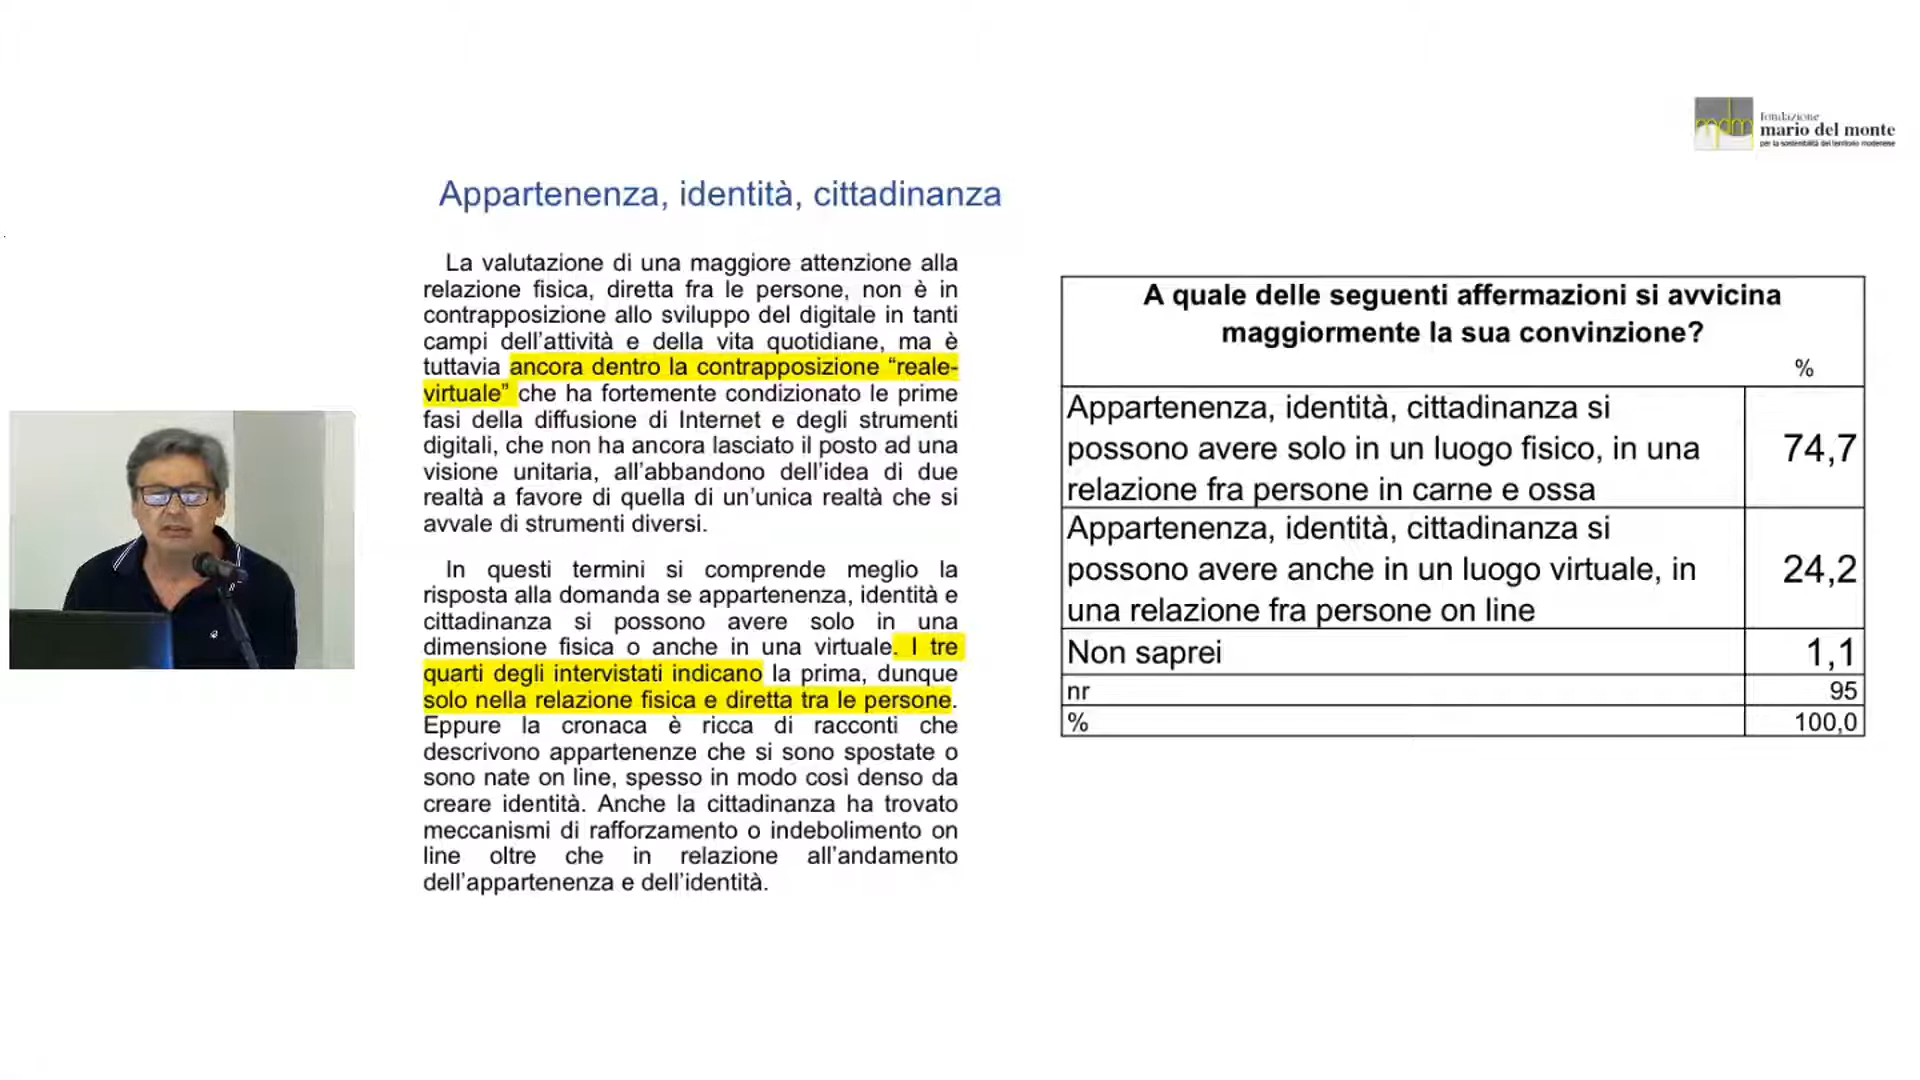 fondazione
mario del monte
per la sostenibilità del territorio modenese
Appartenenza, identità, cittadinanza
La valutazione di una maggiore attenzione alla
relazione fisica, diretta fra le persone, non è in
contrapposizione allo sviluppo del digitale in tanti
campi dell’attività e della vita quotidiane, ma è
tuttavia ancora dentro la contrapposizione “reale-
virtuale” che ha fortemente condizionato le prime
fasi della diffusione di Internet e degli strumenti
digitali, che non ha ancora lasciato il posto ad una
visione unitaria, all’abbandono dell’idea di due
realtà a favore di quella di un’unica realtà che si
avvale di strumenti diversi.
In questi termini si comprende meglio la
risposta alla domanda se appartenenza, identità e
cittadinanza si possono avere solo in una
dimensione fisica o anche in una virtuale. I tre
quarti degli intervistati indicano la prima, dunque
solo nella relazione fisica e diretta tra le persone.
Eppure la cronaca è ricca di racconti che
descrivono appartenenze che si sono spostate o
sono nate on line, spesso in modo così denso da
creare identità. Anche la cittadinanza ha trovato
meccanismi di rafforzamento o indebolimento on
line oltre che in relazione all’andamento
dell’appartenenza e dell’identità.
A quale delle seguenti affermazioni si avvicina
maggiormente la sua convinzione?
%
Appartenenza, identità, cittadinanza si
possono avere solo in un luogo fisico, in una
relazione fra persone in carne e ossa
74,7
Appartenenza, identità, cittadinanza si
possono avere anche in un luogo virtuale, in
una relazione fra persone on line
24,2
Non saprei 1,1
nr 95
% 100,0